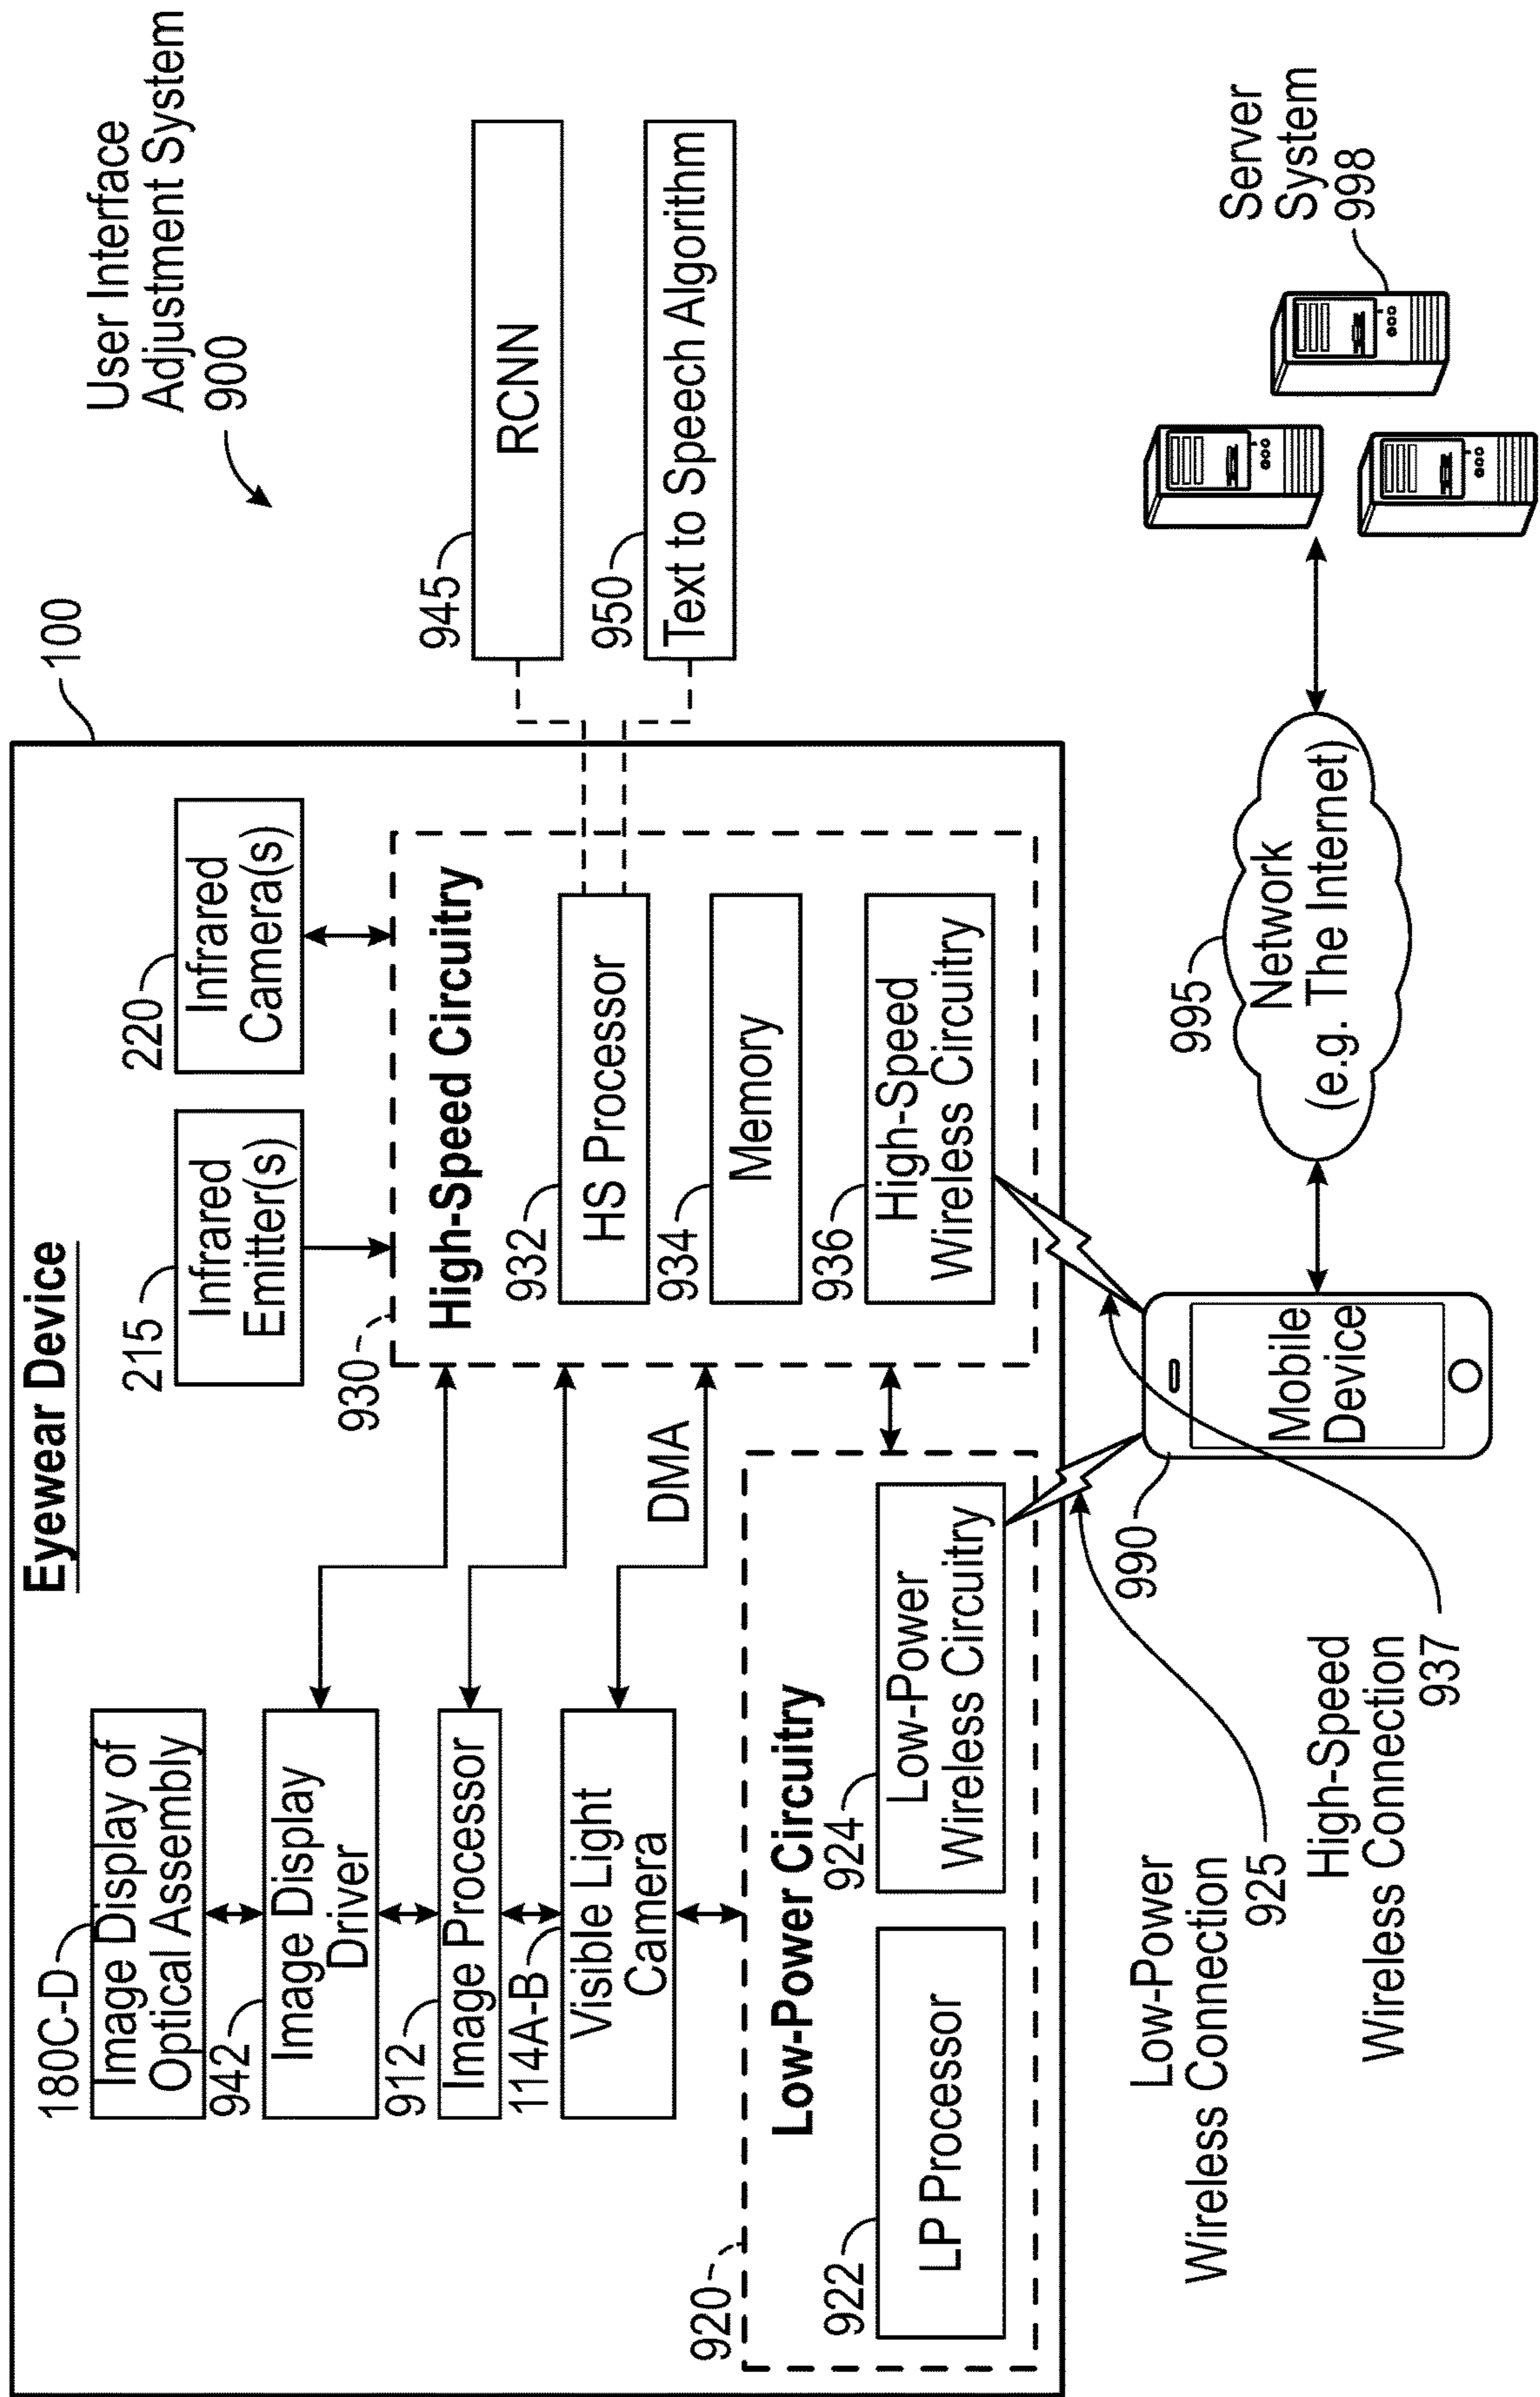 Eyewear Device
100
User Interface
Adjustment System
900
180C-D
Image Display of
Optical Assembly
942
Image Display
Driver
912
Image Processor
114A-B
Visible Light
Camera
DMA
215
Infrared
Emitter(s)
220
Infrared
Camera(s)
930
High-Speed Circuitry
932
HS Processor
934
Memory
936
High-Speed
Wireless Circuitry
945
RCNN
950
Text to Speech Algorithm
920
Low-Power Circuitry
922
LP Processor
924
Low-Power
Wireless Circuitry
Low-Power
Wireless Connection
925
High-Speed
Wireless Connection
937
990
Mobile
Device
995
Network
(e.g. The Internet)
Server
System
998